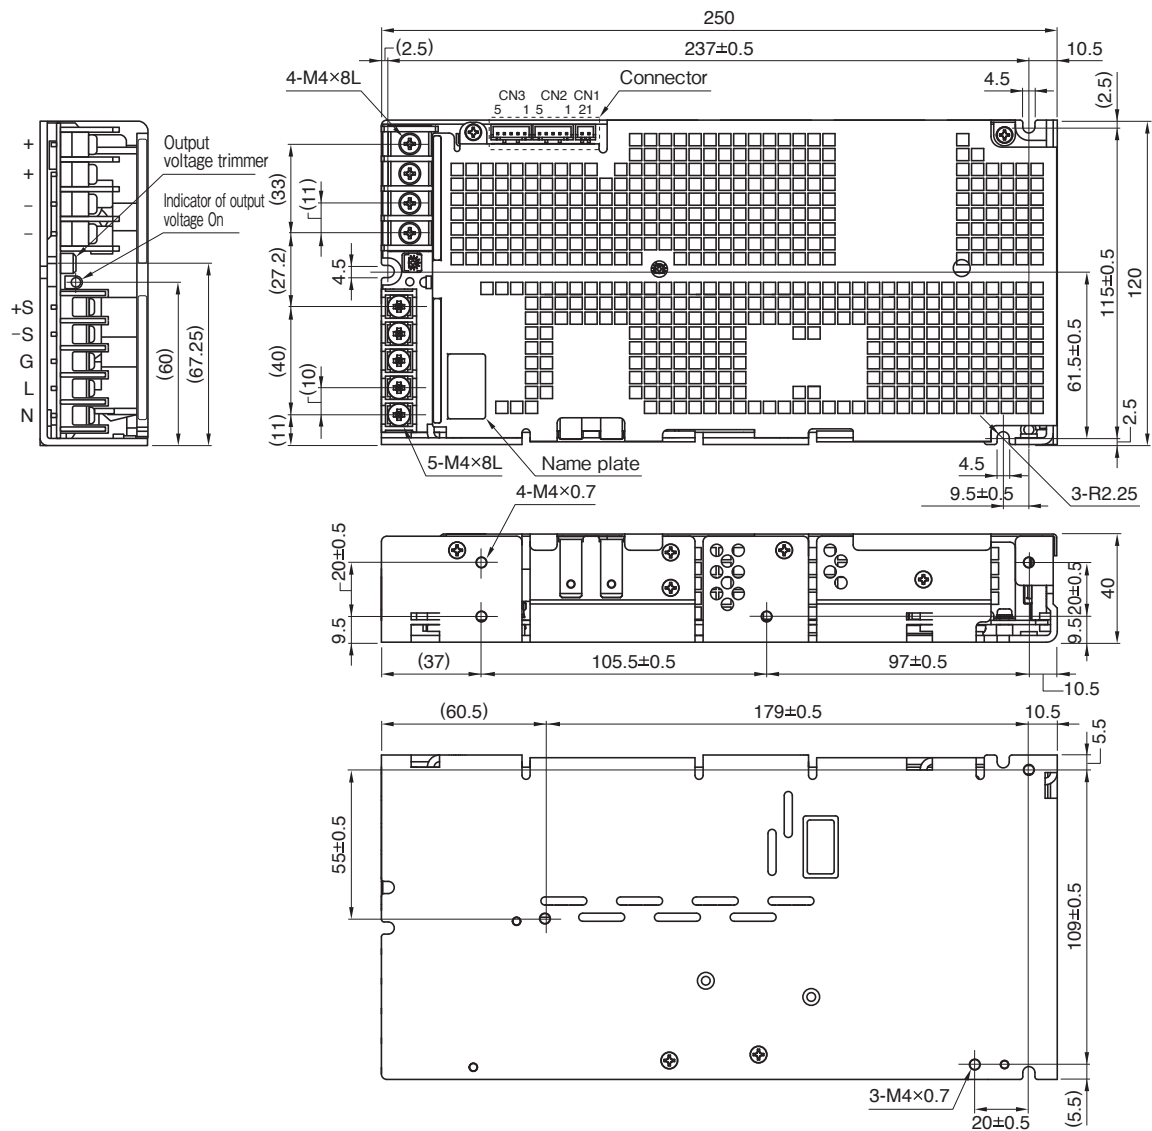 250
(2.5)
237±0.5
10.5
4-M4×8L
Connector
4.5
(2.5)
CN3 CN2 CN1
5 1 5 1 21
+
+
−
−
Output
voltage trimmer
Indicator of output
voltage On
(33)
(11)
(27.2)
4.5
+S
−S
G
L
N
(60)
(67.25)
(40)
(10)
(11)
61.5±0.5
115±0.5
120
2.5
5-M4×8L
Name plate
4.5
9.5±0.5
3-R2.25
4-M4×0.7
20±0.5
9.5
20±0.5
9.5
40
(37)
105.5±0.5
97±0.5
10.5
(60.5)
179±0.5
10.5
5.5
55±0.5
109±0.5
3-M4×0.7
20±0.5
(5.5)